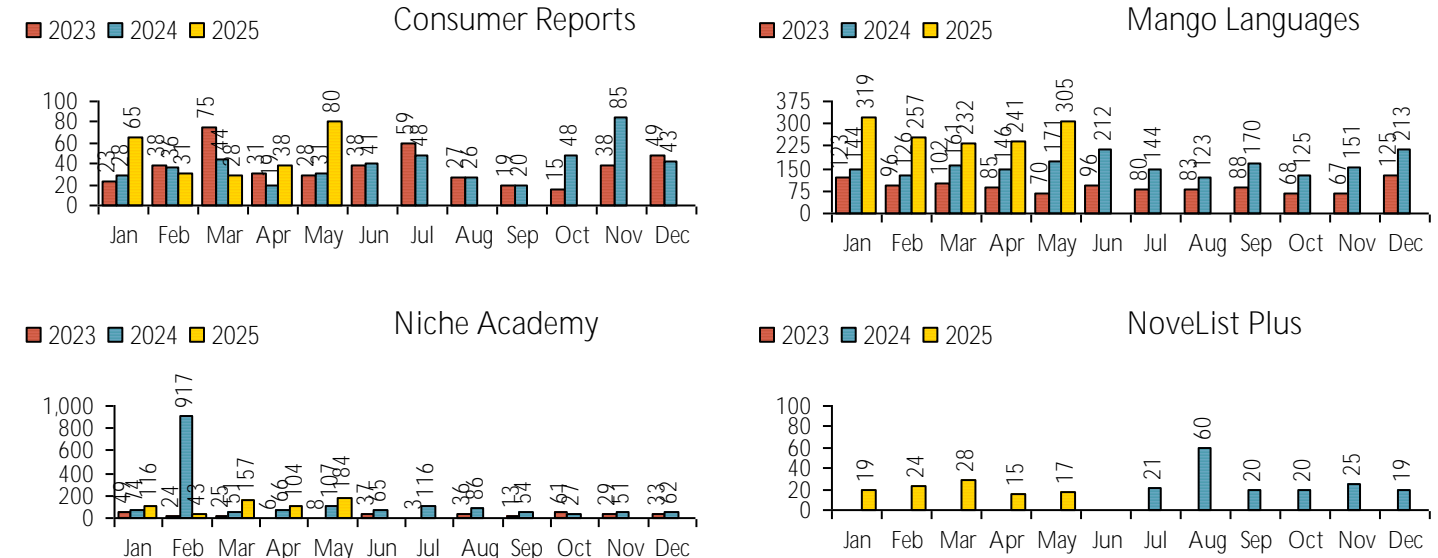 Consumer Reports
2023 2024 2025
100
80
60
40
20
0
23 28 65 38 36 31 75 44 28 31 19 38 28 31 80 38 41 59 48 27 26 19 20 15 48 38 85 49 43
Jan Feb Mar Apr May Jun Jul Aug Sep Oct Nov Dec
Mango Languages
2023 2024 2025
375
300
225
150
75
0
123 144 319 96 126 257 102 161 232 85 146 241 70 171 305 96 212 80 144 83 123 88 170 68 125 67 151 125 213
Jan Feb Mar Apr May Jun Jul Aug Sep Oct Nov Dec
Niche Academy
2023 2024 2025
1,000
800
600
400
200
0
49 74 116 24 917 43 25 51 157 6 66 104 8 107 184 37 65 3 116 36 86 13 54 61 27 29 51 33 62
Jan Feb Mar Apr May Jun Jul Aug Sep Oct Nov Dec
NoveList Plus
2023 2024 2025
100
80
60
40
20
0
19 24 28 15 17 21 60 20 20 25 19
Jan Feb Mar Apr May Jun Jul Aug Sep Oct Nov Dec